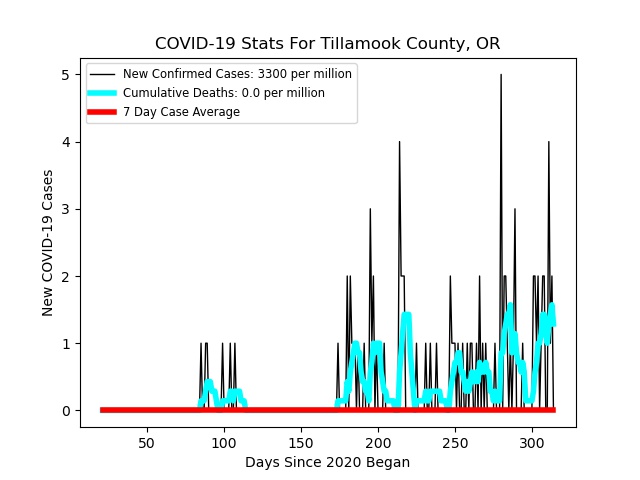 COVID-19 Stats For Tillamook County, OR
New Confirmed Cases: 3300 per million
Cumulative Deaths: 0.0 per million
7 Day Case Average
New COVID-19 Cases
5
4
3
2
1
0
50 100 150 200 250 300
Days Since 2020 Began